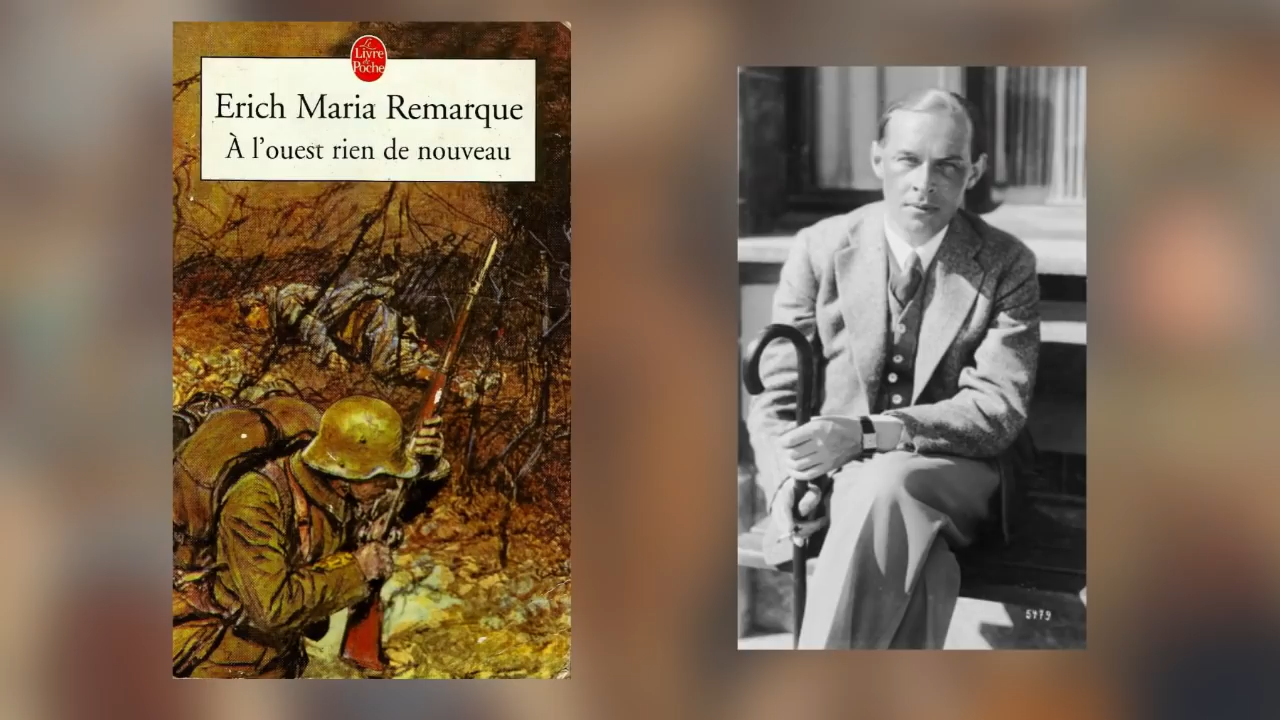 Le
Livre
de
Poche
Erich Maria Remarque
À l'ouest rien de nouveau
5479